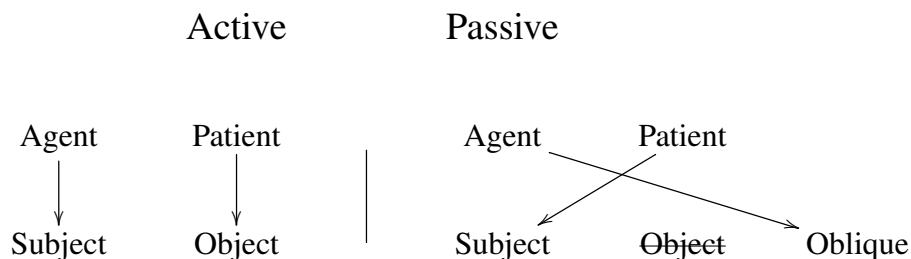 Active Passive
Agent Patient Agent Patient
Subject Object Subject Object Oblique